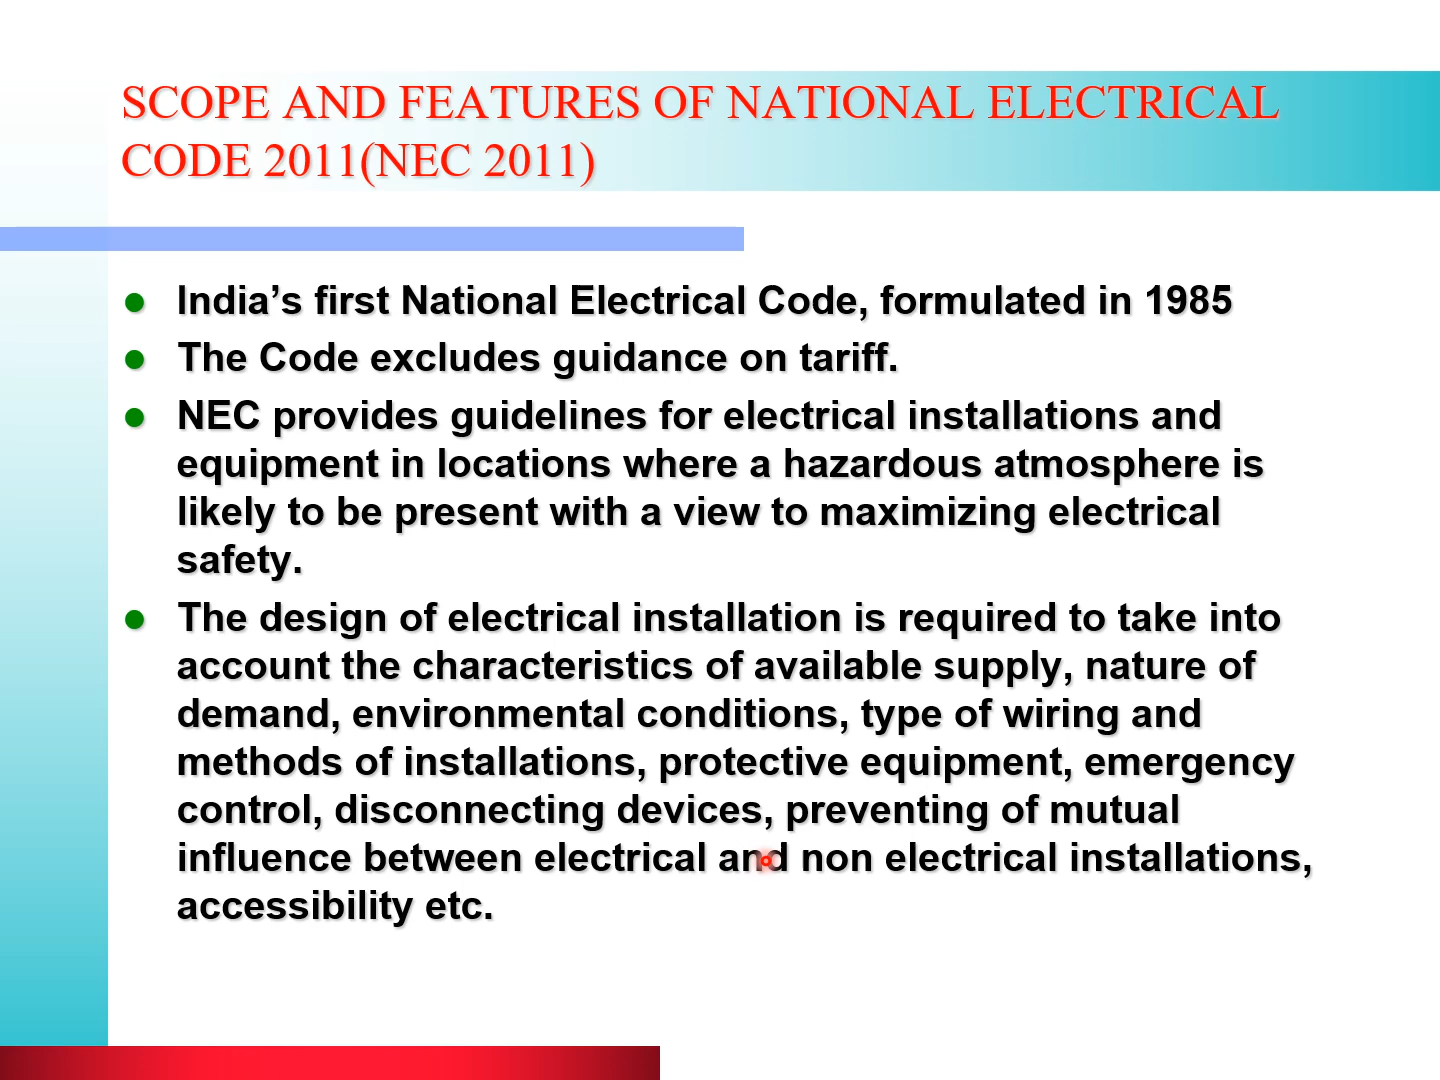 SCOPE AND FEATURES OF NATIONAL ELECTRICAL
CODE 2011(NEC 2011)
India’s first National Electrical Code, formulated in 1985
The Code excludes guidance on tariff.
NEC provides guidelines for electrical installations and
equipment in locations where a hazardous atmosphere is
likely to be present with a view to maximizing electrical
safety.
The design of electrical installation is required to take into
account the characteristics of available supply, nature of
demand, environmental conditions, type of wiring and
methods of installations, protective equipment, emergency
control, disconnecting devices, preventing of mutual
influence between electrical and non electrical installations,
accessibility etc.